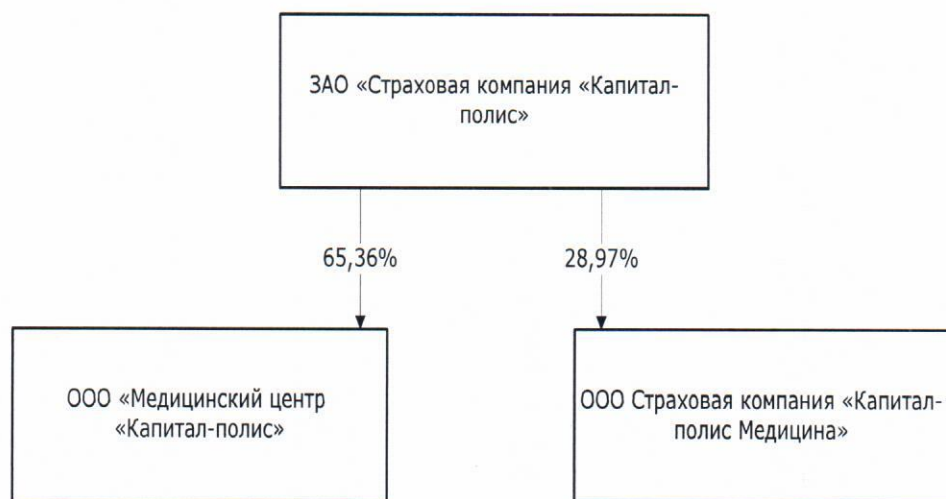 ЗАО «Страховая компания «Капитал-
полис»
65,36%
28,97%
ООО «Медицинский центр
«Капитал-полис»
ООО Страховая компания «Капитал-
полис Медицина»